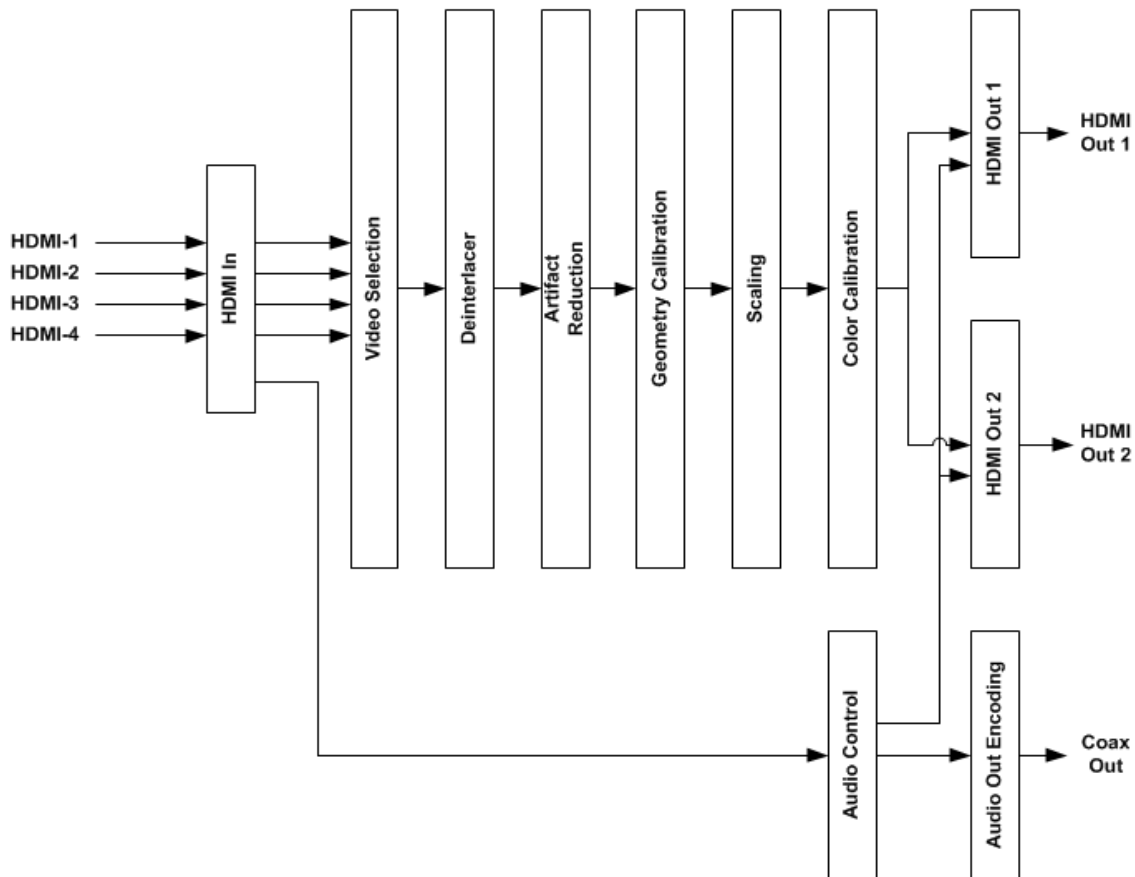 HDMI-1
HDMI-2
HDMI-3
HDMI-4
HDMI In
Video Selection
Deinterlacer
Artifact
Reduction
Geometry Calibration
Scaling
Color Calibration
HDMI Out 1
HDMI
Out 1
HDMI Out 2
HDMI
Out 2
Audio Control
Audio Out Encoding
Coax
Out